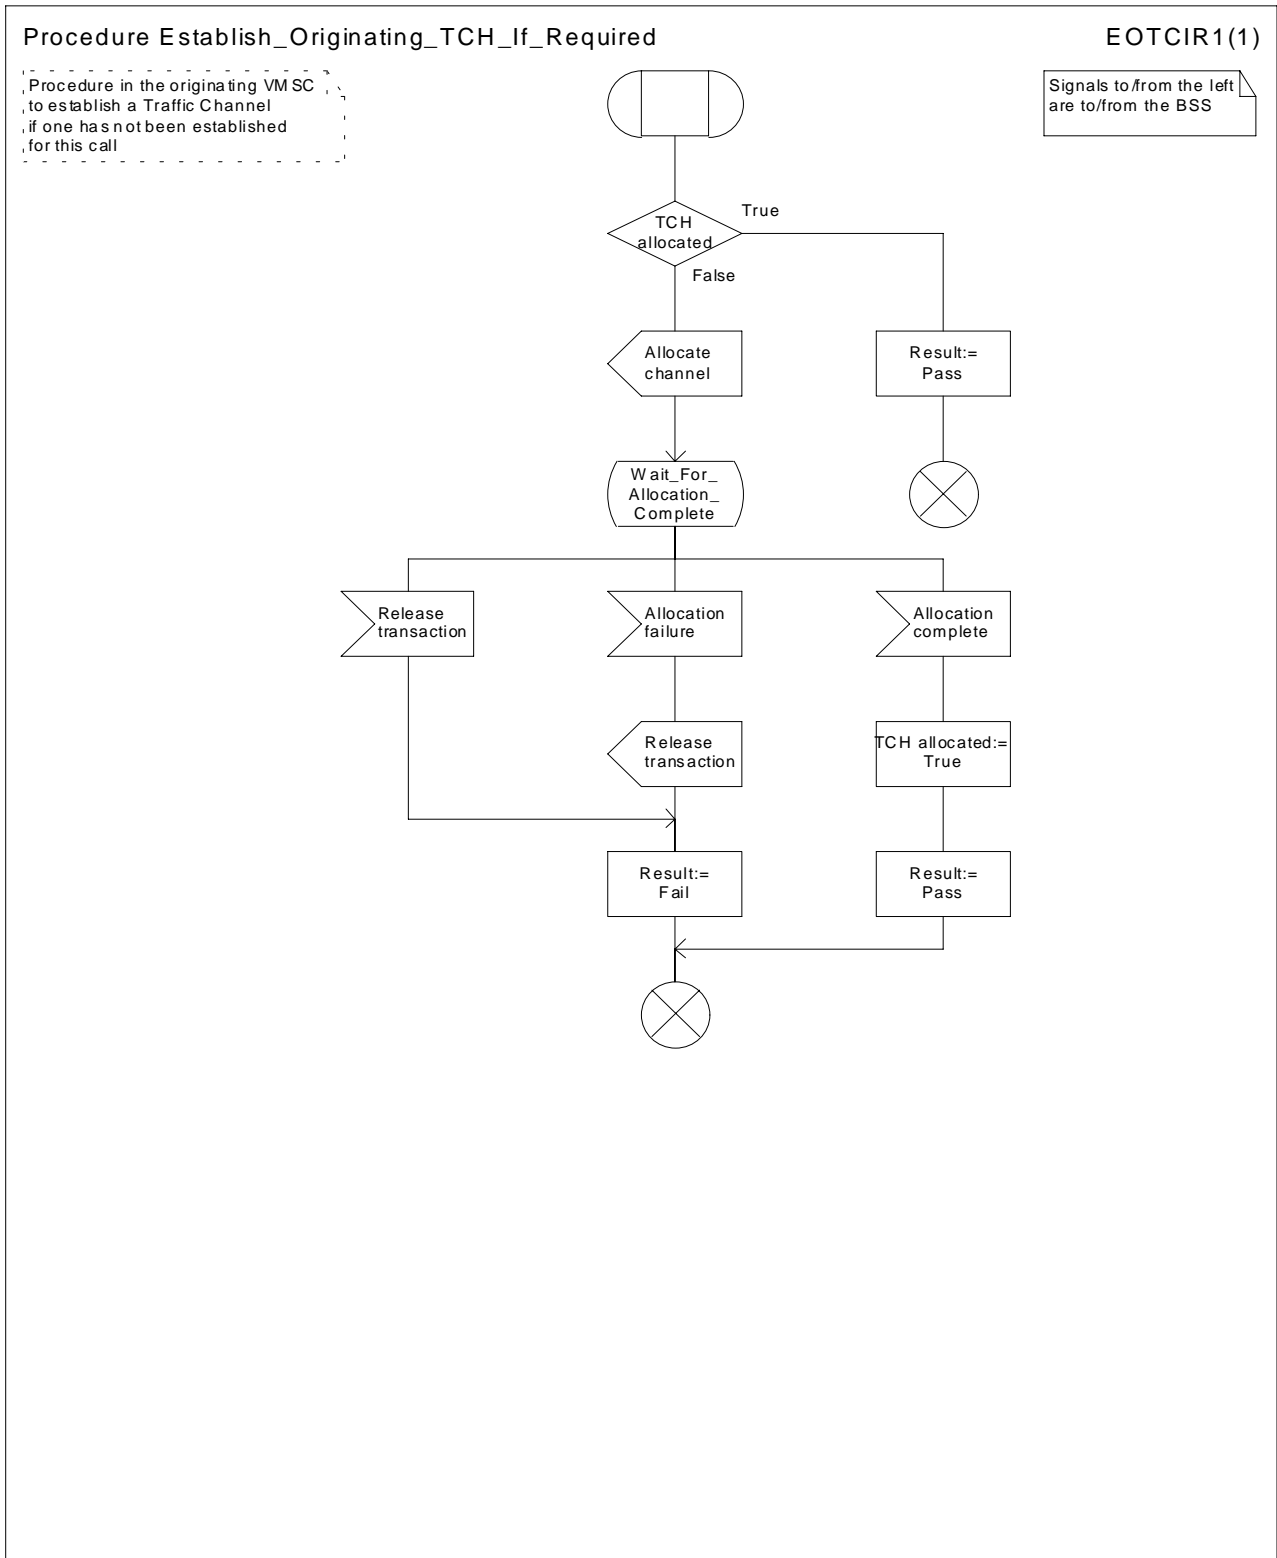 Procedure Establish_Originating_TCH_If_Required
EOTCIR1(1)
Procedure in the originating VMSC
to establish a Traffic Channel
if one has not been established
for this call
Signals to/from the left
are to/from the BSS
TCH
allocated
True
False
Allocate
channel
Result:=
Pass
Wait_For_
Allocation_
Complete
Release
transaction
Allocation
failure
Allocation
complete
Release
transaction
TCH allocated:=
True
Result:=
Fail
Result:=
Pass